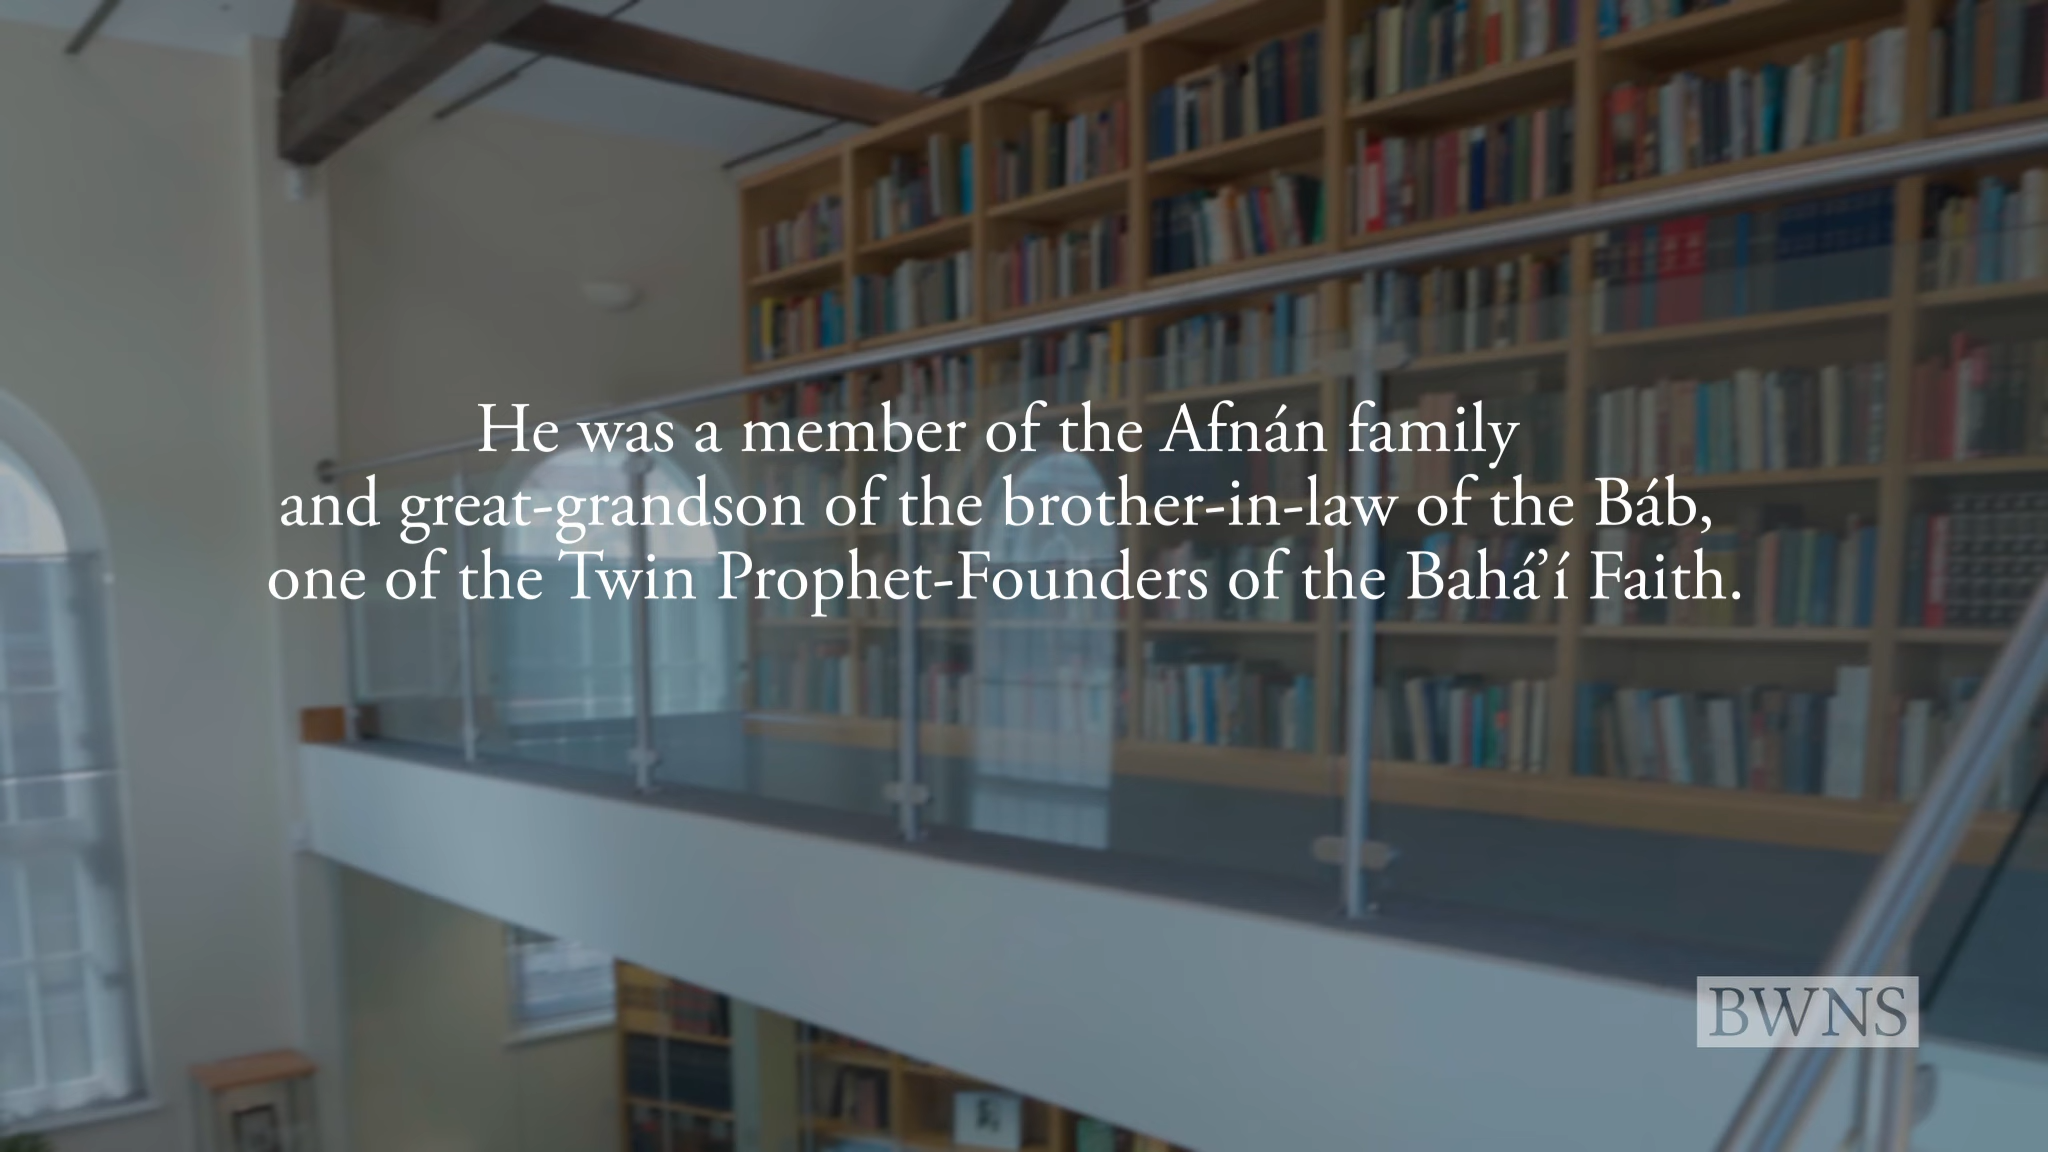 He was a member of the Afnán family
and great-grandson of the brother-in-law of the Báb,
one of the Twin Prophet-Founders of the Bahá’í Faith.
BWNS